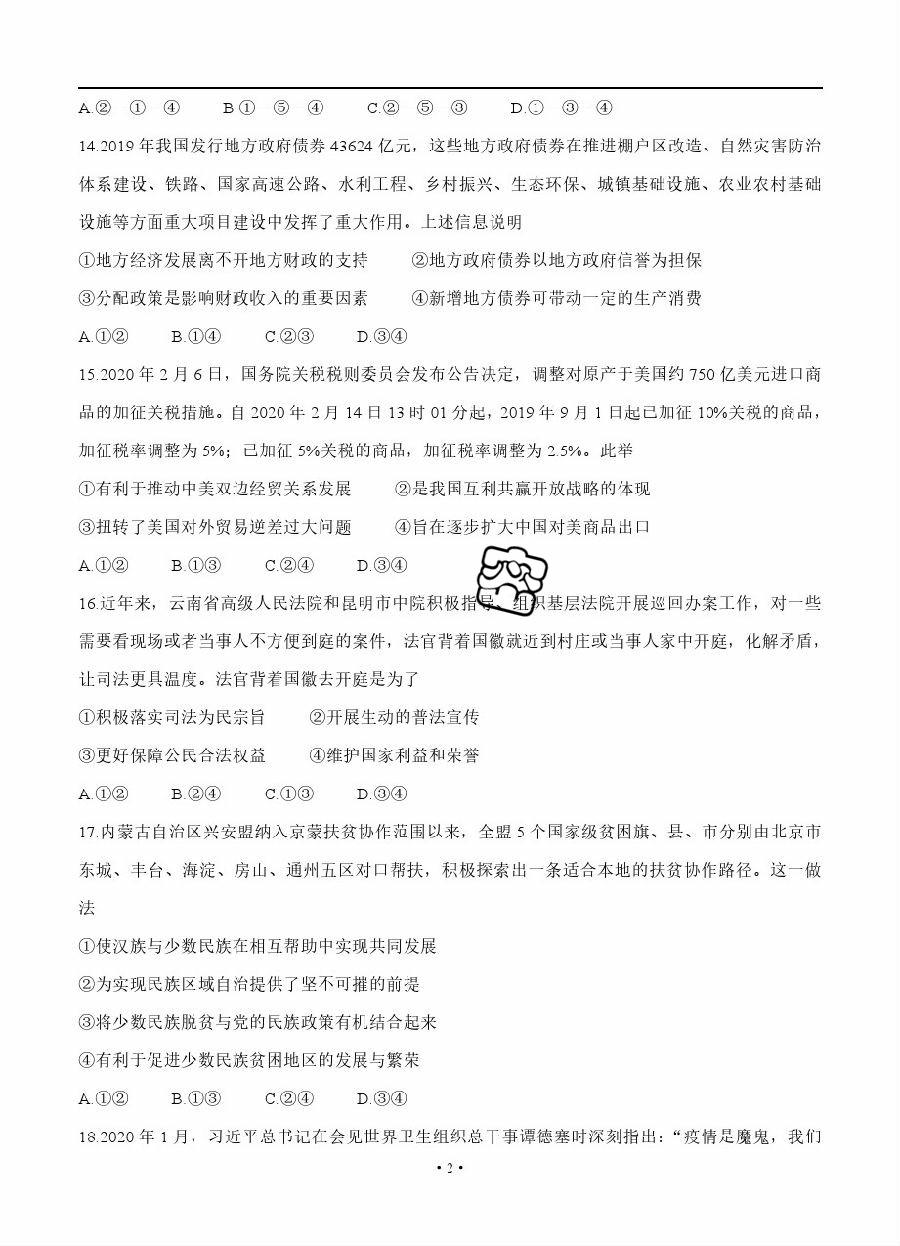 A.② ① ④ B ① ⑤ ④ C.② ⑤ ③ D.① ③ ④
14.2019 年我国发行地方政府债券 43624 亿元，这些地方政府债券在推进棚户区改造、自然灾害防治
体系建设、铁路、国家高速公路、水利工程、乡村振兴、生态环保、城镇基础设施、农业农村基础
设施等方面重大项目建设中发挥了重大作用。上述信息说明
①地方经济发展离不开地方财政的支持 ②地方政府债券以地方政府信誉为担保
③分配政策是影响财政收入的重要因素 ④新增地方债券可带动一定的生产消费
A.①② B.①④ C.②③ D.③④
15.2020 年 2 月 6 日，国务院关税税则委员会发布公告决定，调整对原产于美国约 750 亿美元进口商
品的加征关税措施。自 2020 年 2 月 14 日 13 时 01 分起，2019 年 9 月 1 日起已加征 10%关税的商品，
加征税率调整为 5%；已加征 5%关税的商品，加征税率调整为 2.5%。此举
①有利于推动中美双边经贸关系发展 ②是我国互利共赢开放战略的体现
③扭转了美国对外贸易逆差过大问题 ④旨在逐步扩大中国对美商品出口
A.①② B.①③ C.②④ D.③④
16.近年来，云南省高级人民法院和昆明市中院积极指导、组织基层法院开展巡回办案工作，对一些
需要看现场或老当事人不方便到庭的案件，法官背着国徽就近到村庄或当事人家中开庭，化解矛盾，
让司法更具温度。法官背着国徽去开庭是为了
①积极落实司法为民宗旨 ②开展生动的普法宣传
③更好保障公民合法权益 ④维护国家利益和荣誉
A.①② B.②④ C.①③ D.③④
17.内蒙古自治区兴安盟纳入京蒙扶贫协作范围以来，全盟 5 个国家级贫困旗、县、市分别由北京市
东城、丰台、海淀、房山、通州五区对口帮扶，积极探索出一条适合本地的扶贫协作路径。这一做
法
①使汉族与少数民族在相互帮助中实现共同发展
②为实现民族区域自治提供了坚不可摧的前提
③将少数民族脱贫与党的民族政策有机结合起来
④有利于促进少数民族贫困地区的发展与繁荣
A.①② B.①③ C.②④ D.③④
18.2020 年 1 月，习近平总书记在会见世界卫生组织总干事谭德塞时深刻指出：“疫情是魔鬼，我们
·2·